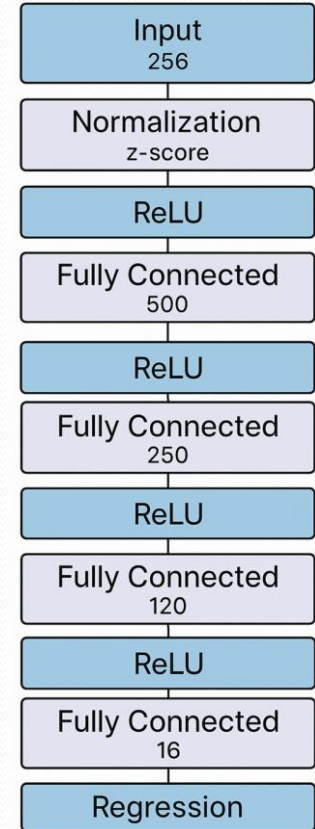 Input
256
Normalization
z-score
ReLU
Fully Connected
500
ReLU
Fully Connected
250
ReLU
Fully Connected
120
ReLU
Fully Connected
16
Regression